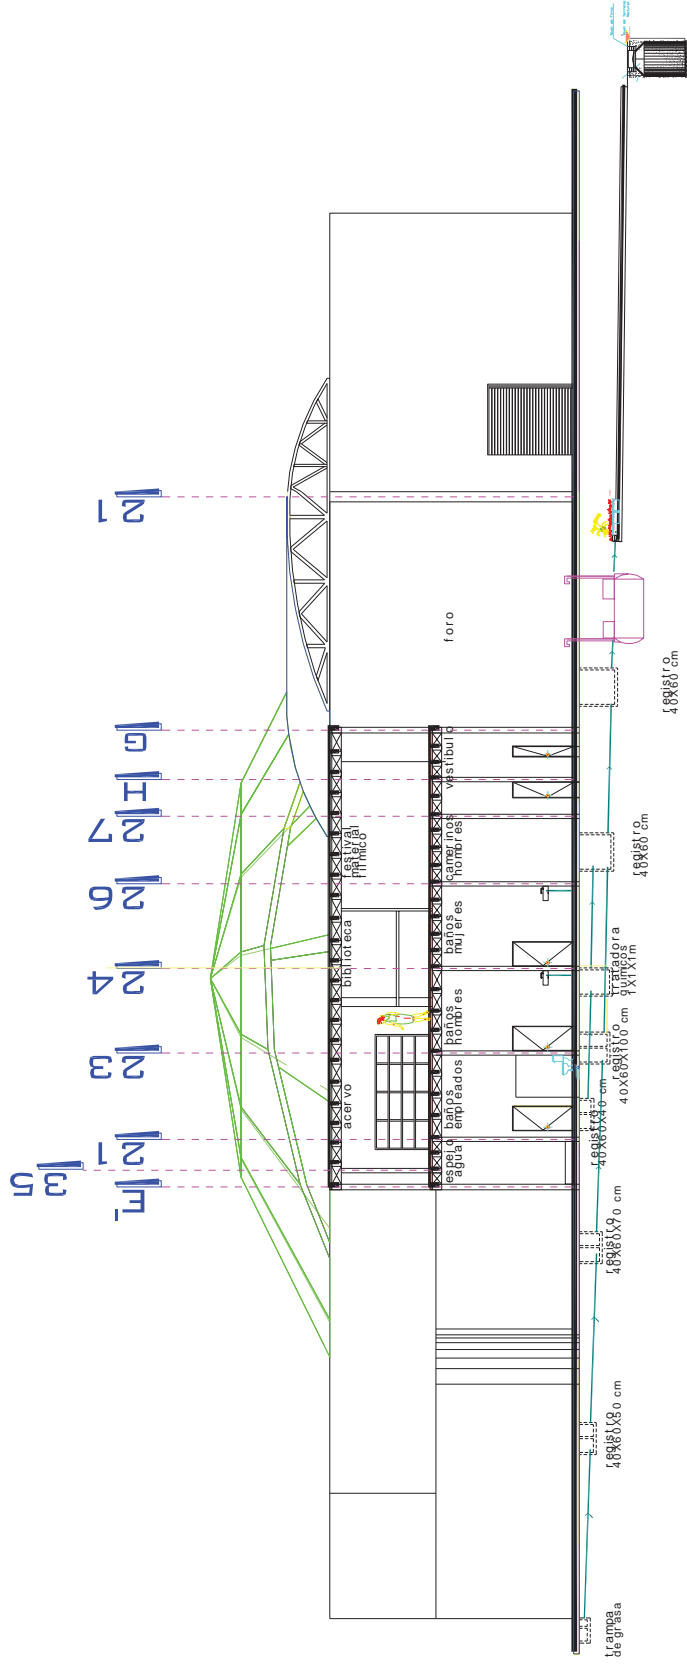 35
E'
21
23
24
26
27
H
G
21
acervo
biblioteca
festival
material
fílmico
espejo
agua
baños
empleados
baños
hombres
baños
mujeres
camerinos
hombres
vestibulo
foro
trampa
de grasa
registro
40X60X50 cm
registro
40X60X70 cm
registro
40X60X40 cm
registro
40X60X100 cm
tratadora
quimicos
1X1X1m
registro
40X60 cm
registro
40X60 cm